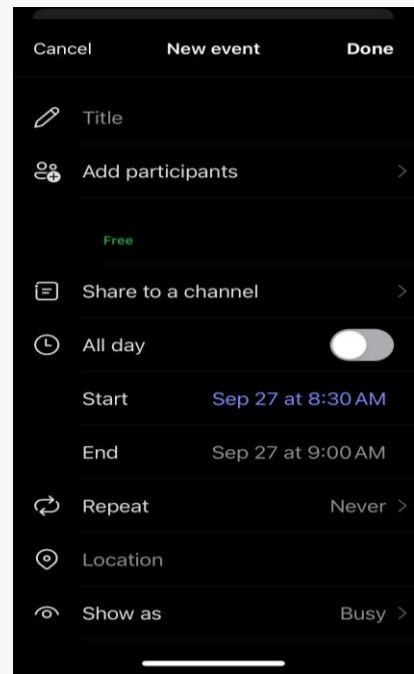 Cancel New event Done
Title
Add participants
Free
Share to a channel
All day
Start Sep 27 at 8:30 AM
End Sep 27 at 9:00 AM
Repeat Never
Location
Show as Busy